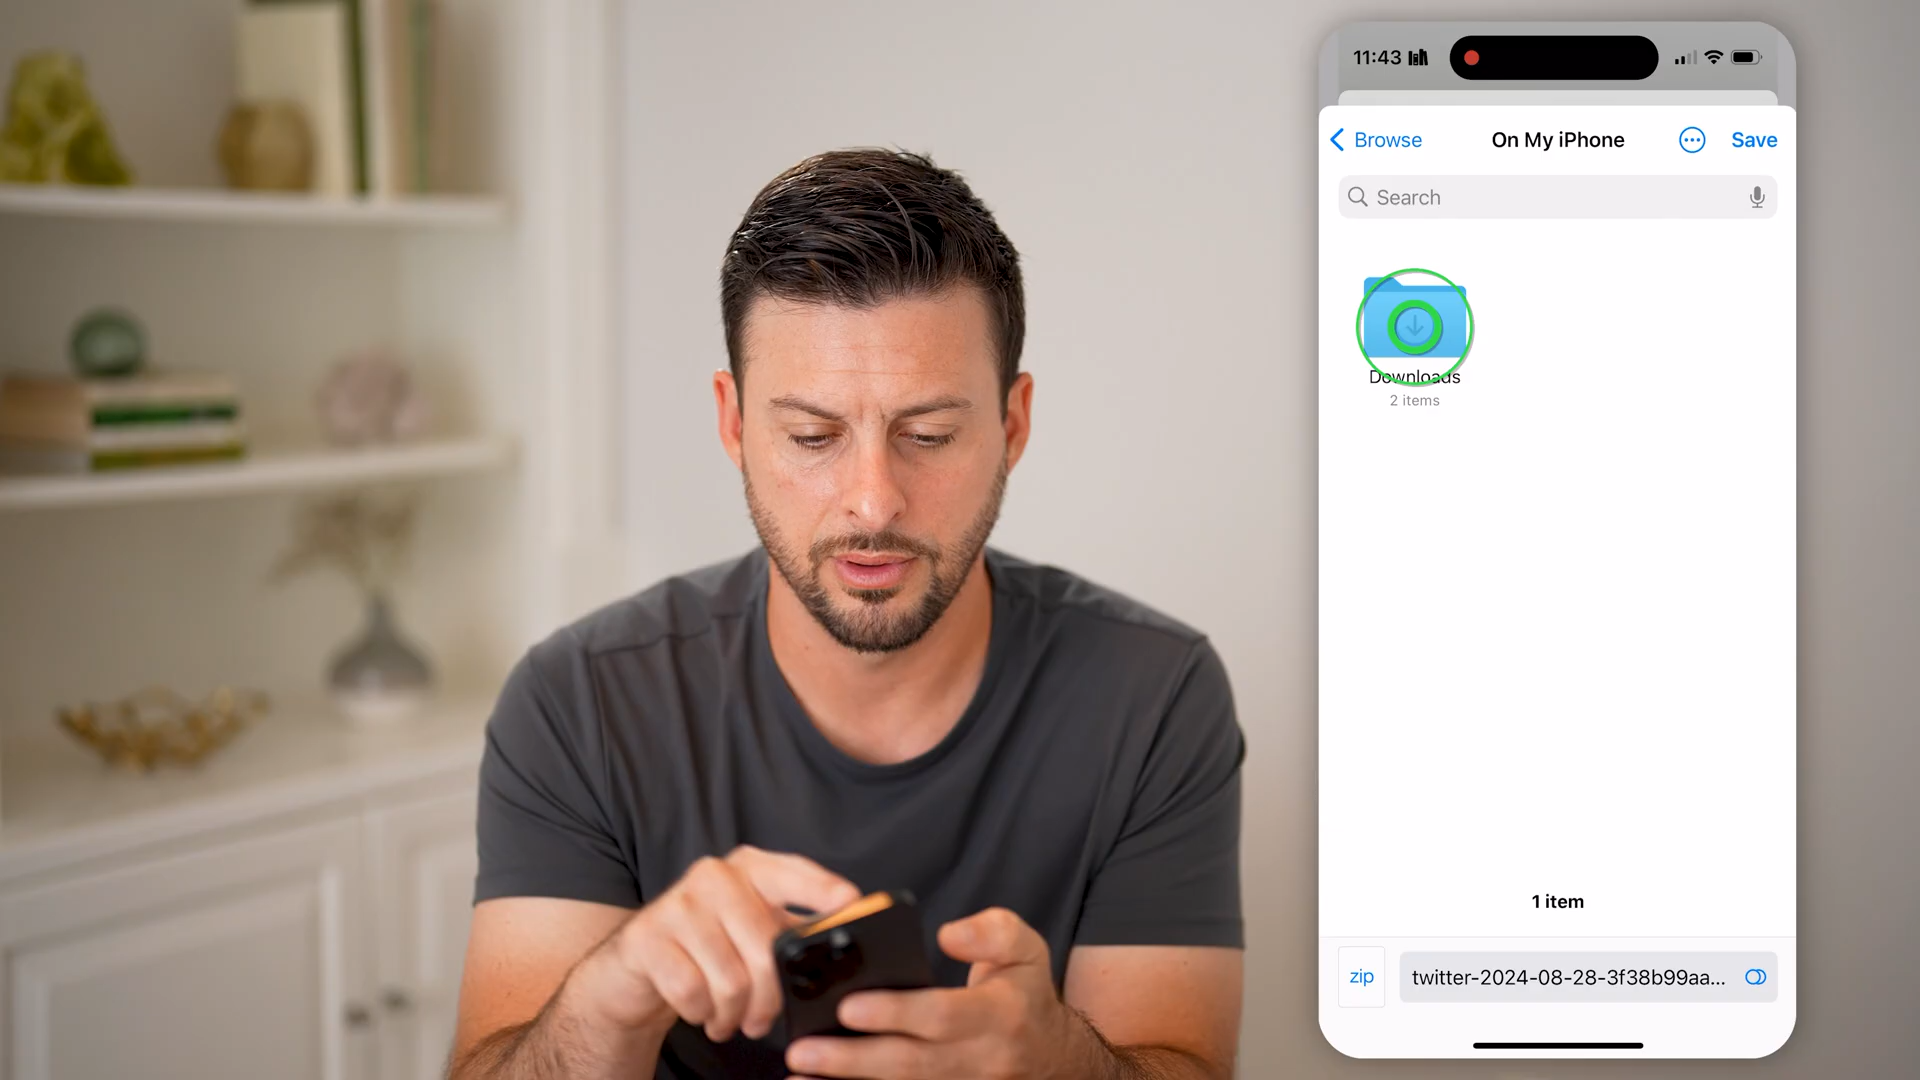 11:43
Browse
On My iPhone
Save
Search
Downloads
2 items
1 item
zip
twitter-2024-08-28-3f38b99aa...